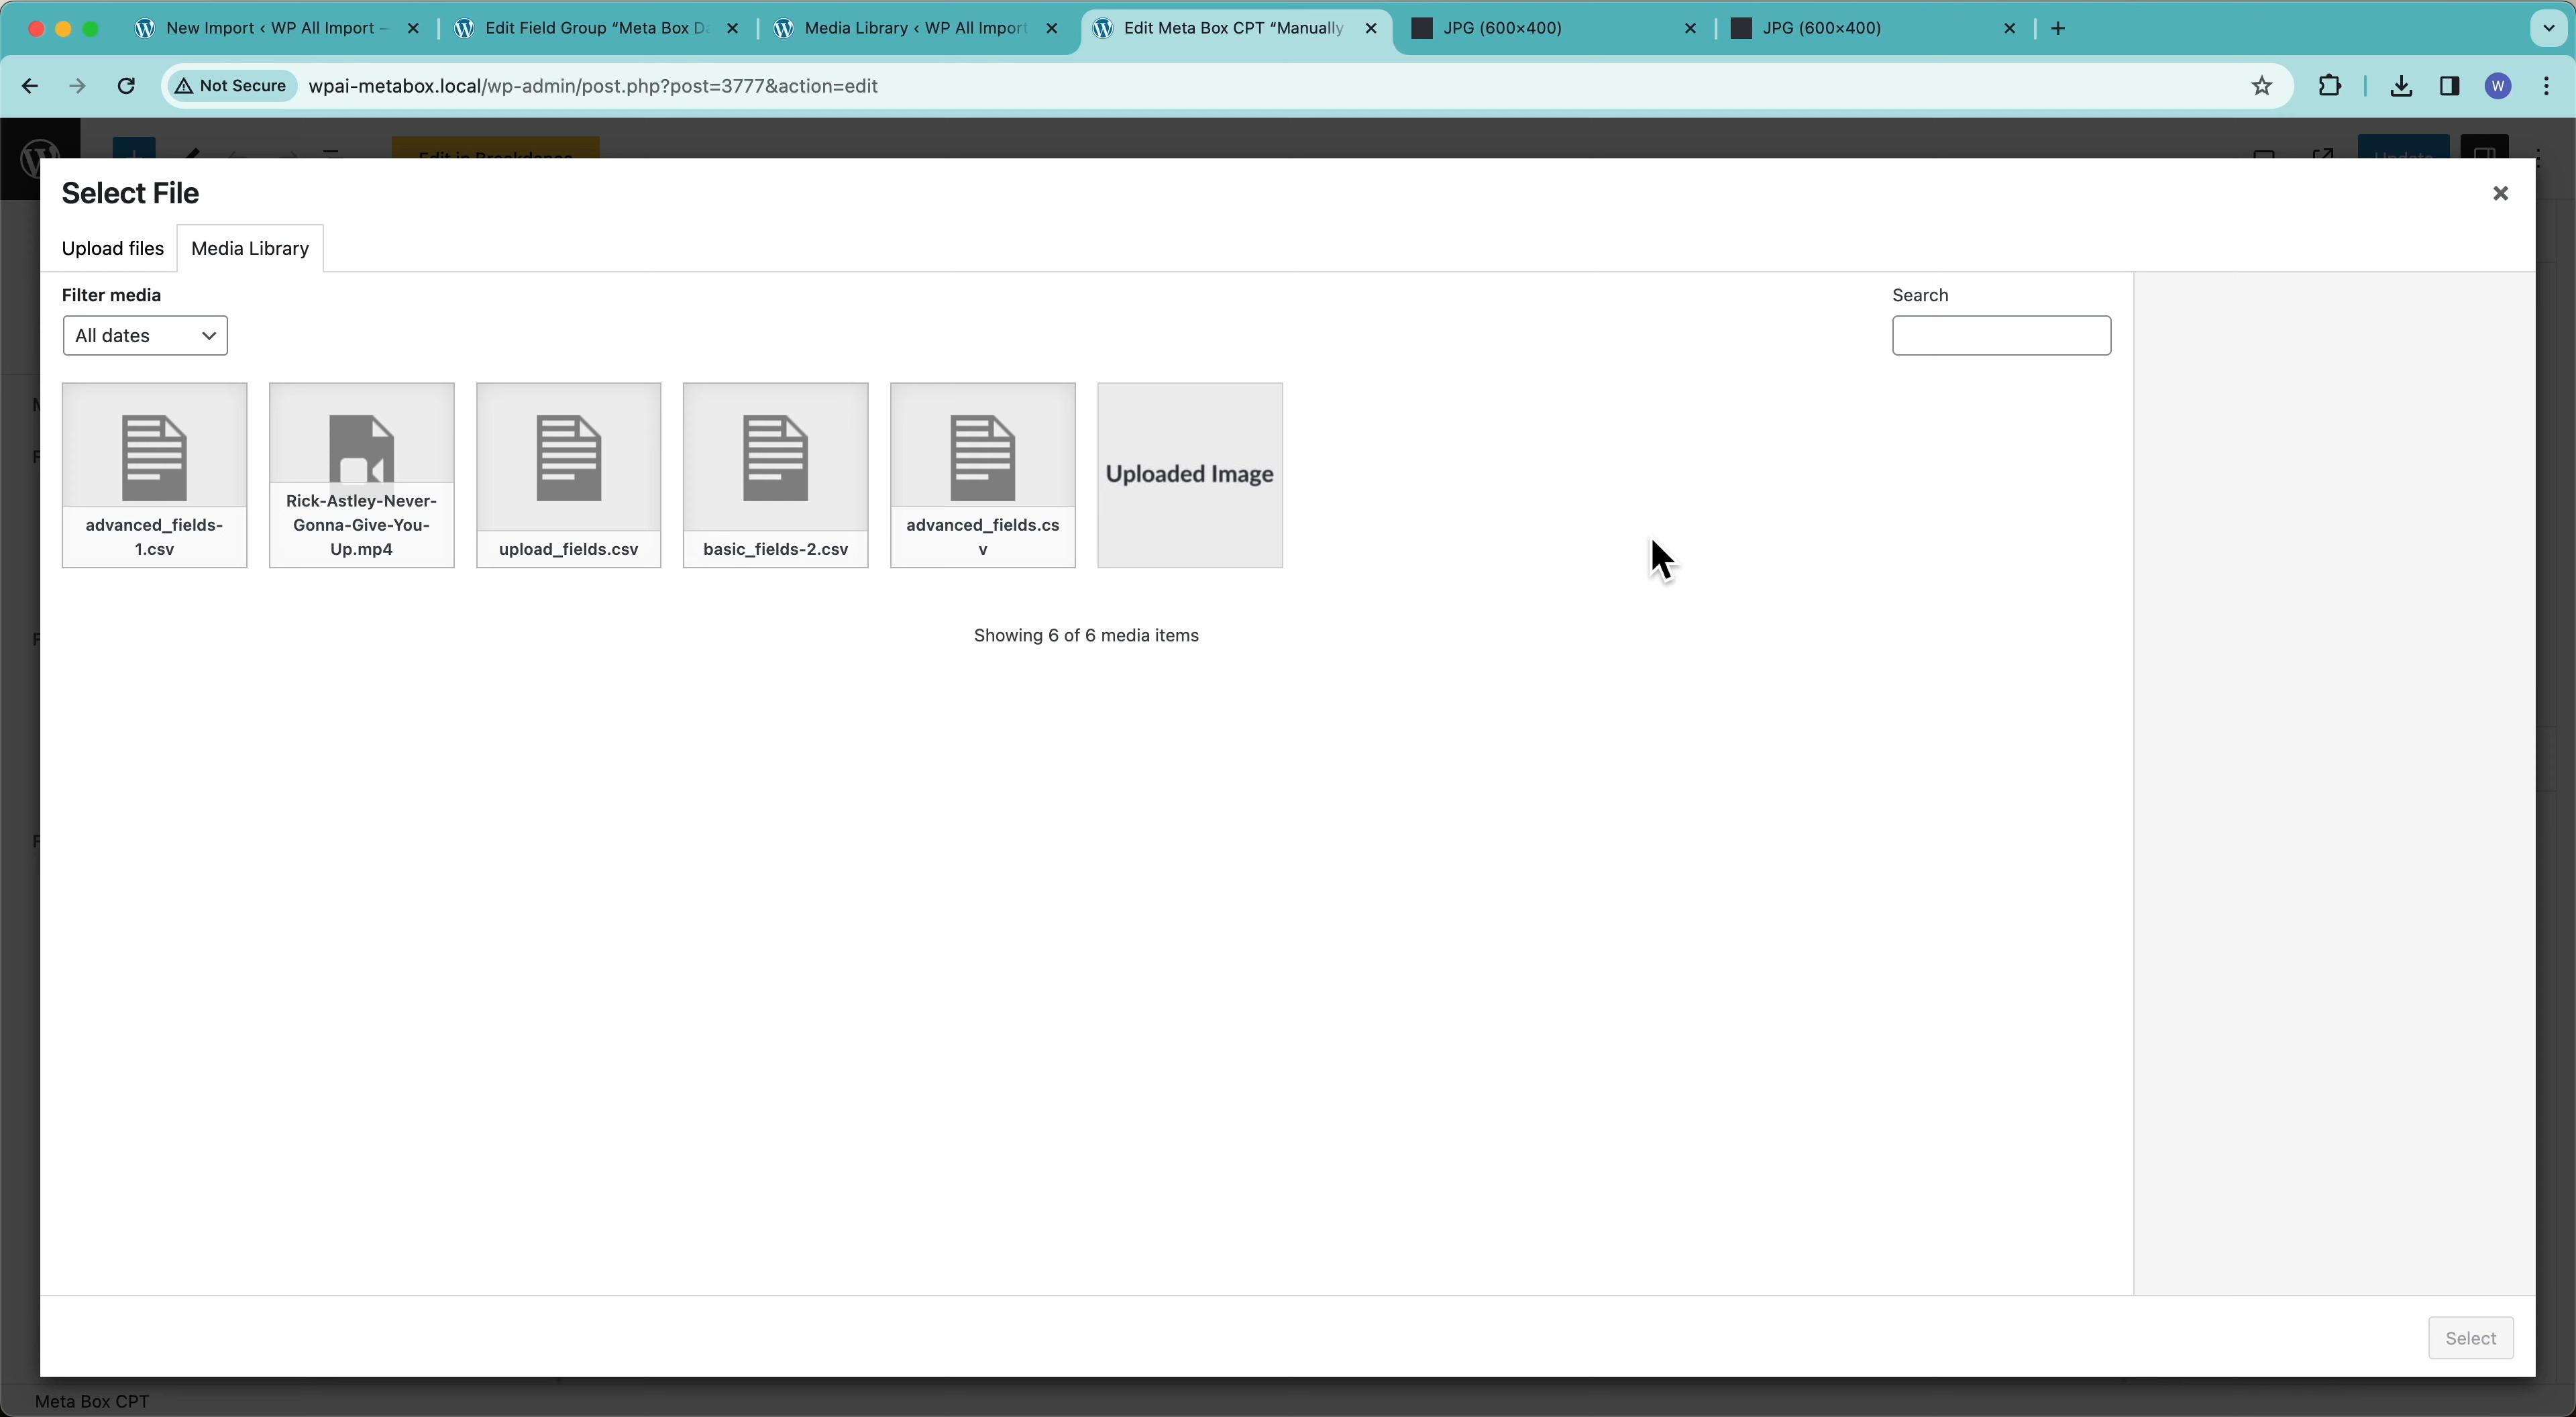 New Import ‹ WP All Import –
Edit Field Group “Meta Box D
Media Library ‹ WP All Import
Edit Meta Box CPT “Manually
JPG (600×400)
JPG (600×400)
Not Secure
wpai-metabox.local/wp-admin/post.php?post=3777&action=edit
W
Edit in Breakdance
Update
Select File
Upload files
Media Library
Filter media
Search
All dates
advanced_fields-
1.csv
Rick-Astley-Never-
Gonna-Give-You-
Up.mp4
upload_fields.csv
basic_fields-2.csv
advanced_fields.cs
v
Uploaded Image
Showing 6 of 6 media items
Select
Meta Box CPT